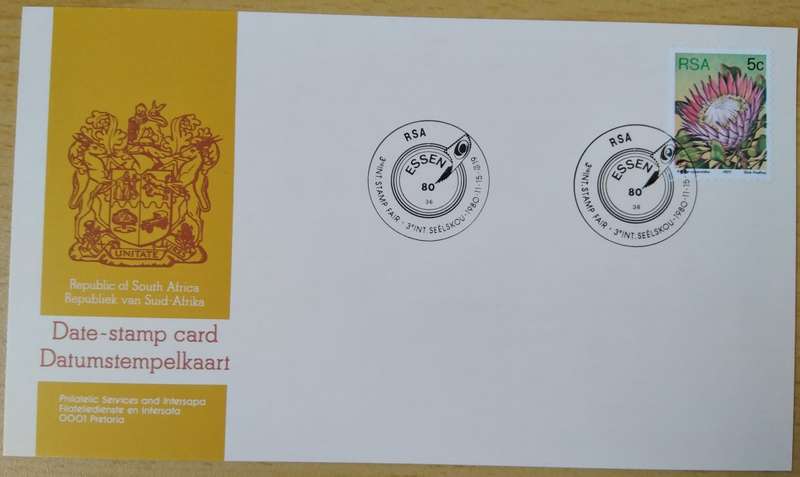 UNITATE
Republic of South Africa
Republiek van Suid-Afrika
Date-stamp card
Datumstempelkaart
Philatelic Services and Intersapa
Filateliedienste en Intersafa
0001 Pretoria
RSA
ESSEN
80
36
3rd INT. STAMP FAIR · 3e INT. SEËLSKOU · 1980·11·15-19
RSA
ESSEN
80
36
3rd INT. STAMP FAIR · 3e INT. SEËLSKOU · 1980·11·15
RSA 5c
1977